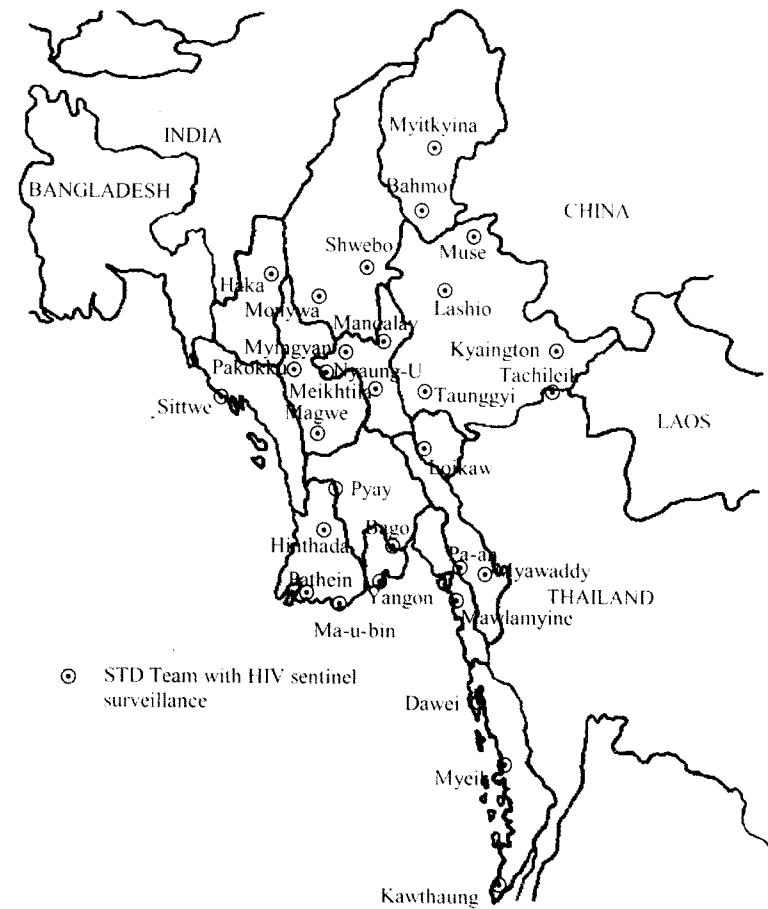 Myitkyina
INDIA
Bahmo
BANGLADESH
CHINA
Shwebo
Muse
Haka
Monywa
Lashio
Mandalay
Myingyan
Kyaington
Pakokku
Nyaung-U
Tachileik
Meikhtila
Taunggyi
Sittwe
Magwe
LAOS
Loikaw
Pyay
Bago
Hinthada
Pa-an
Myawaddy
Pathein
Yangon
THAILAND
Mawlamyine
Ma-u-bin
STD Team with HIV sentinel
surveillance
Dawei
Myeik
Kawthaung